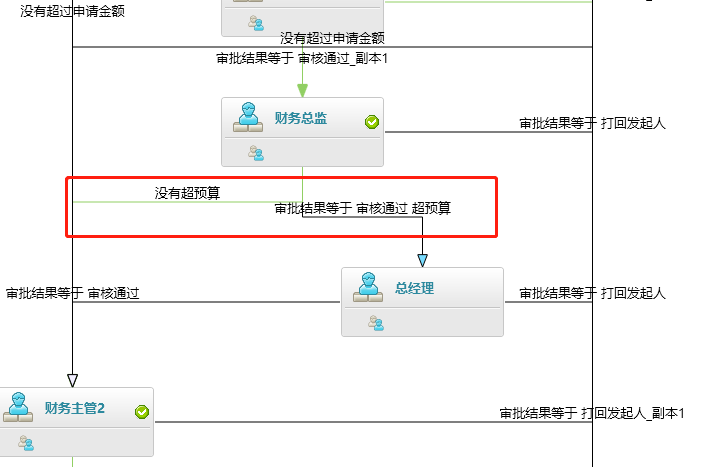 没有超过申请金额
没有超过申请金额
审批结果等于 审核通过_副本1
财务总监
审批结果等于 打回发起人
没有超预算
审批结果等于 审核通过 超预算
总经理
审批结果等于 审核通过
审批结果等于 打回发起人
财务主管2
审批结果等于 打回发起人_副本1